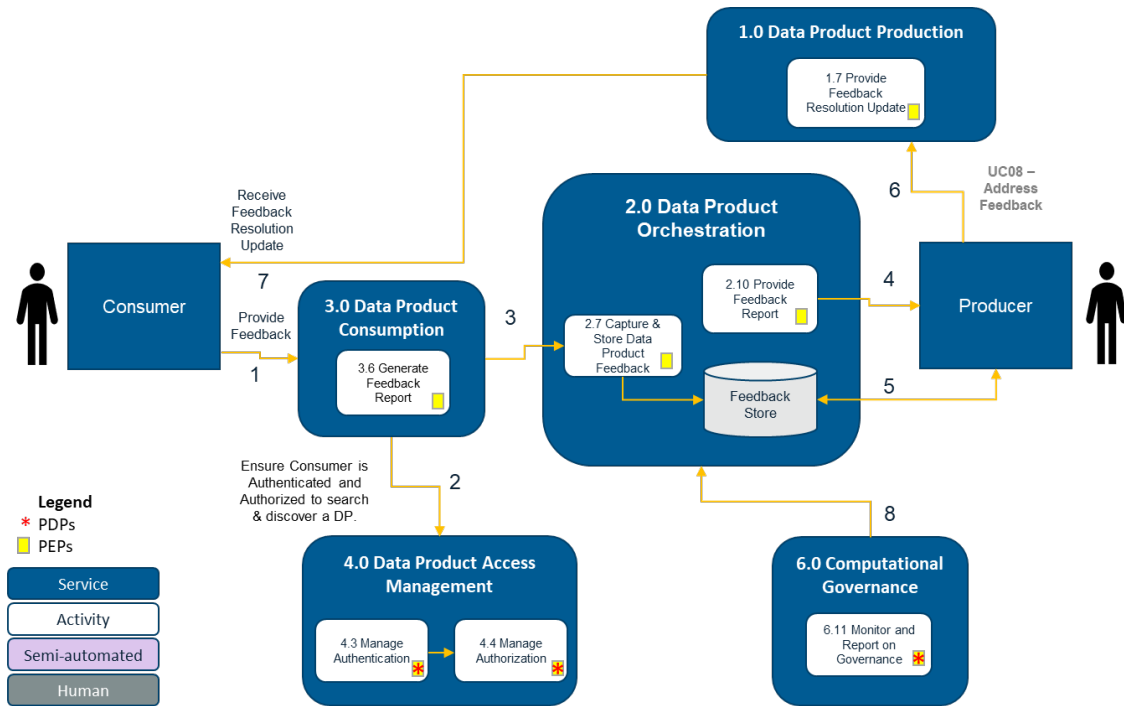 1.0 Data Product Production
1.7 Provide
Feedback
Resolution Update
UC08 –
Address
Feedback
6
Receive
Feedback
Resolution
Update
7
2.0 Data Product
Orchestration
2.10 Provide
Feedback
Report
4
Consumer
Producer
3.0 Data Product
Consumption
3
Provide
Feedback
1
2.7 Capture &
Store Data
Product
Feedback
3.6 Generate
Feedback
Report
Feedback
Store
5
Ensure Consumer is
Authenticated and
Authorized to search
& discover a DP.
2
8
Legend
* PDPs
PEPs
Service
Activity
Semi-automated
Human
4.0 Data Product Access
Management
4.3 Manage
Authentication
*
4.4 Manage
Authorization
*
6.0 Computational
Governance
6.11 Monitor and
Report on
Governance
*